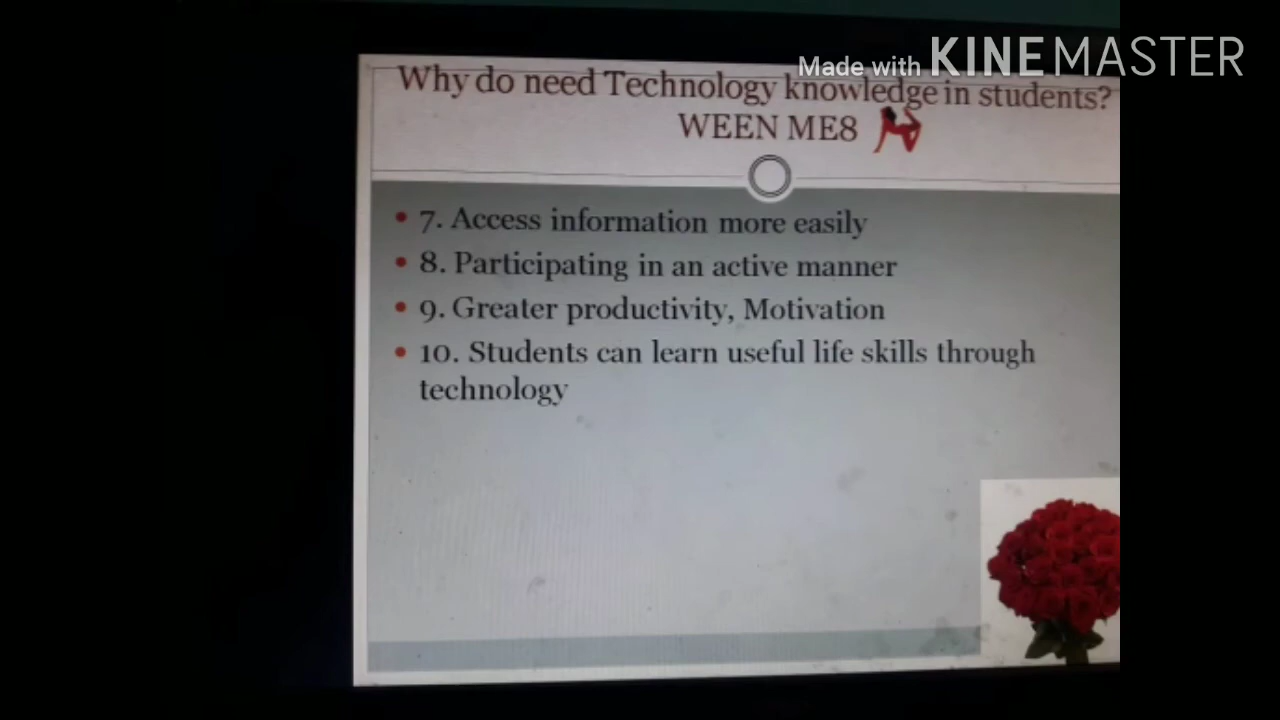 Made with KINEMASTER
Why do need Technology knowledge in students?
WEEN ME8
7. Access information more easily
8. Participating in an active manner
9. Greater productivity, Motivation
10. Students can learn useful life skills through
technology